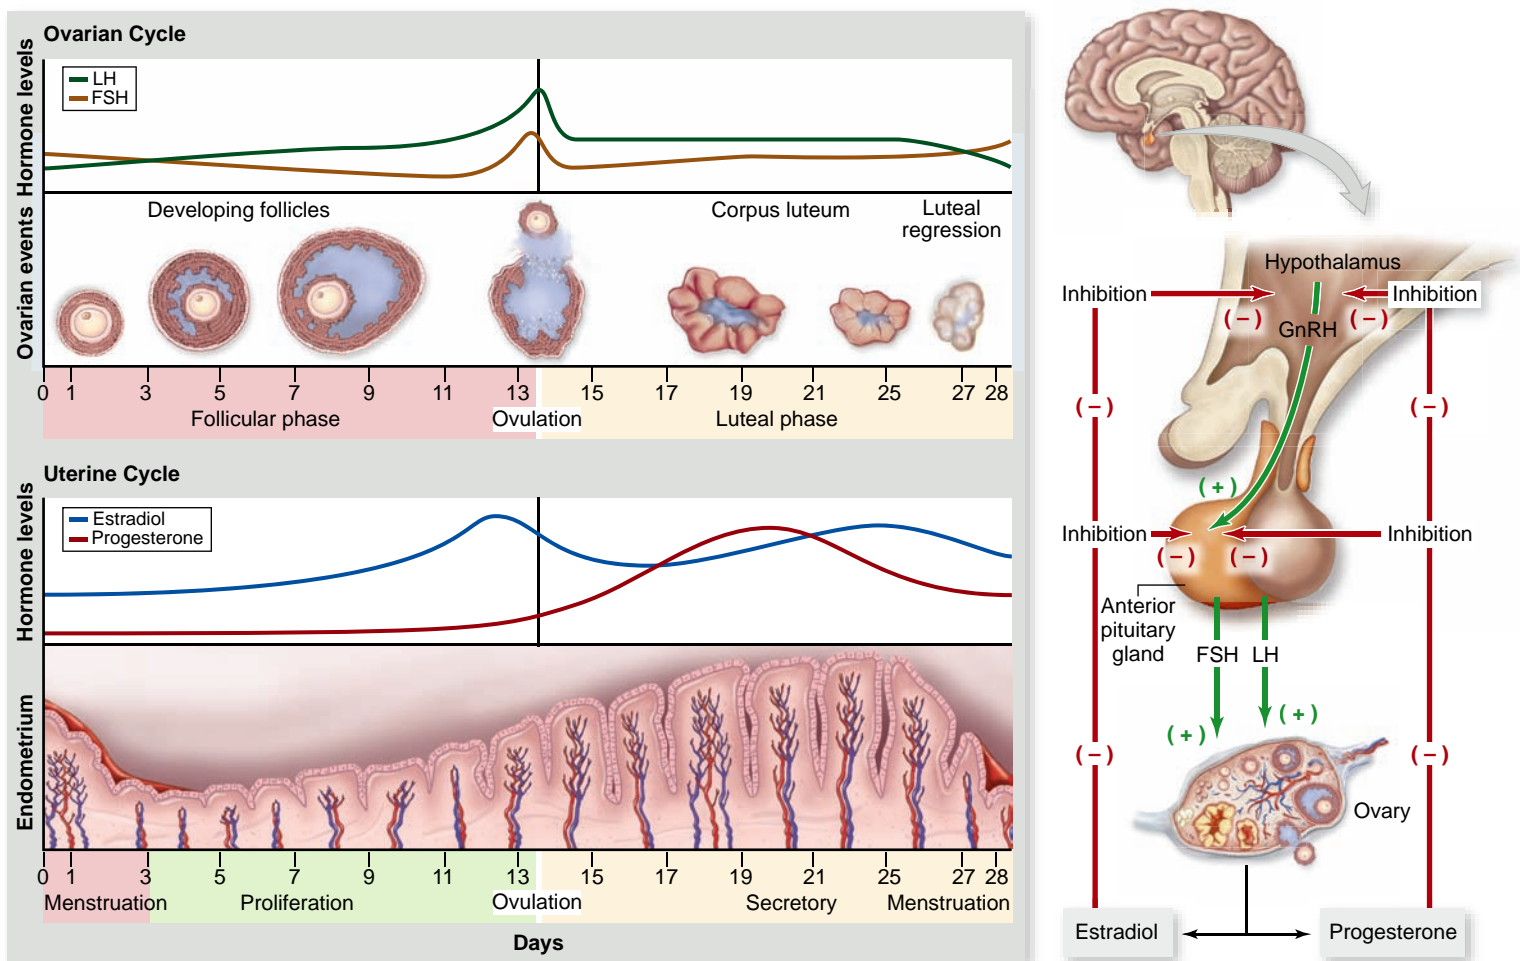 Ovarian Cycle
Hormone levels
LH
FSH
Ovarian events
Developing follicles
Corpus luteum
Luteal
regression
0 1 3 5 7 9 11 13 15 17 19 21 25 27 28
Follicular phase
Ovulation
Luteal phase
Uterine Cycle
Hormone levels
Estradiol
Progesterone
Endometrium
0 1 3 5 7 9 11 13 15 17 19 21 25 27 28
Menstruation
Proliferation
Ovulation
Secretory
Menstruation
Days
Hypothalamus
Inhibition
Inhibition
(−)
(−)
GnRH
(−)
(−)
(+)
Inhibition
Inhibition
(−)
(−)
Anterior
pituitary
gland
FSH
LH
(+)
(+)
(−)
(−)
Ovary
Estradiol
Progesterone